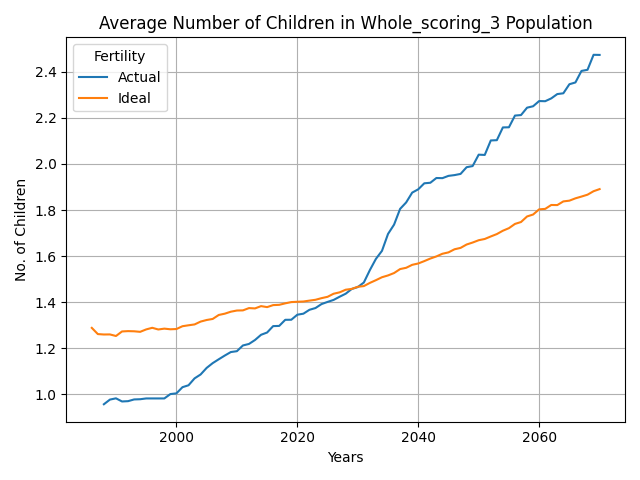 Average Number of Children in Whole_scoring_3 Population
Fertility
Actual
Ideal
No. of Children
2.4
2.2
2.0
1.8
1.6
1.4
1.2
1.0
2000 2020 2040 2060
Years